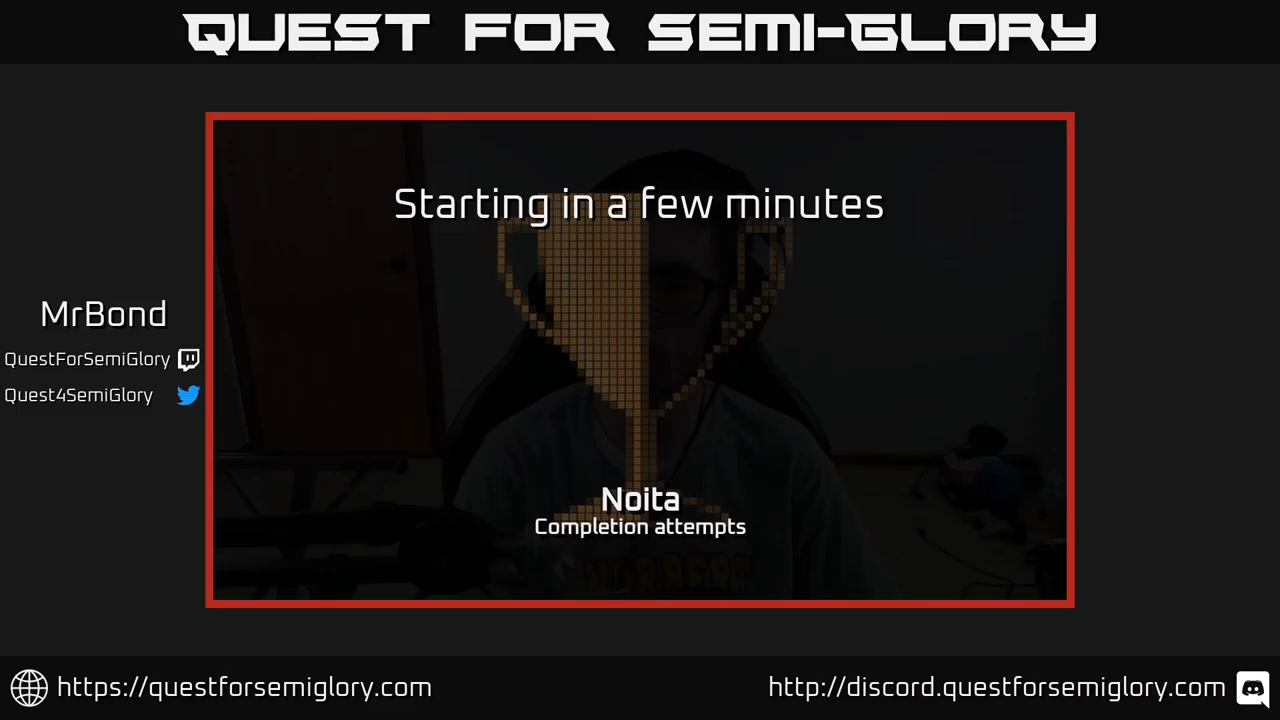 QUEST FOR SEMI-GLORY
Starting in a few minutes
MrBond
QuestForSemiGlory
Quest4SemiGlory
Noita
Completion attempts
NORBERT
https://questforsemiglory.com
http://discord.questforsemiglory.com